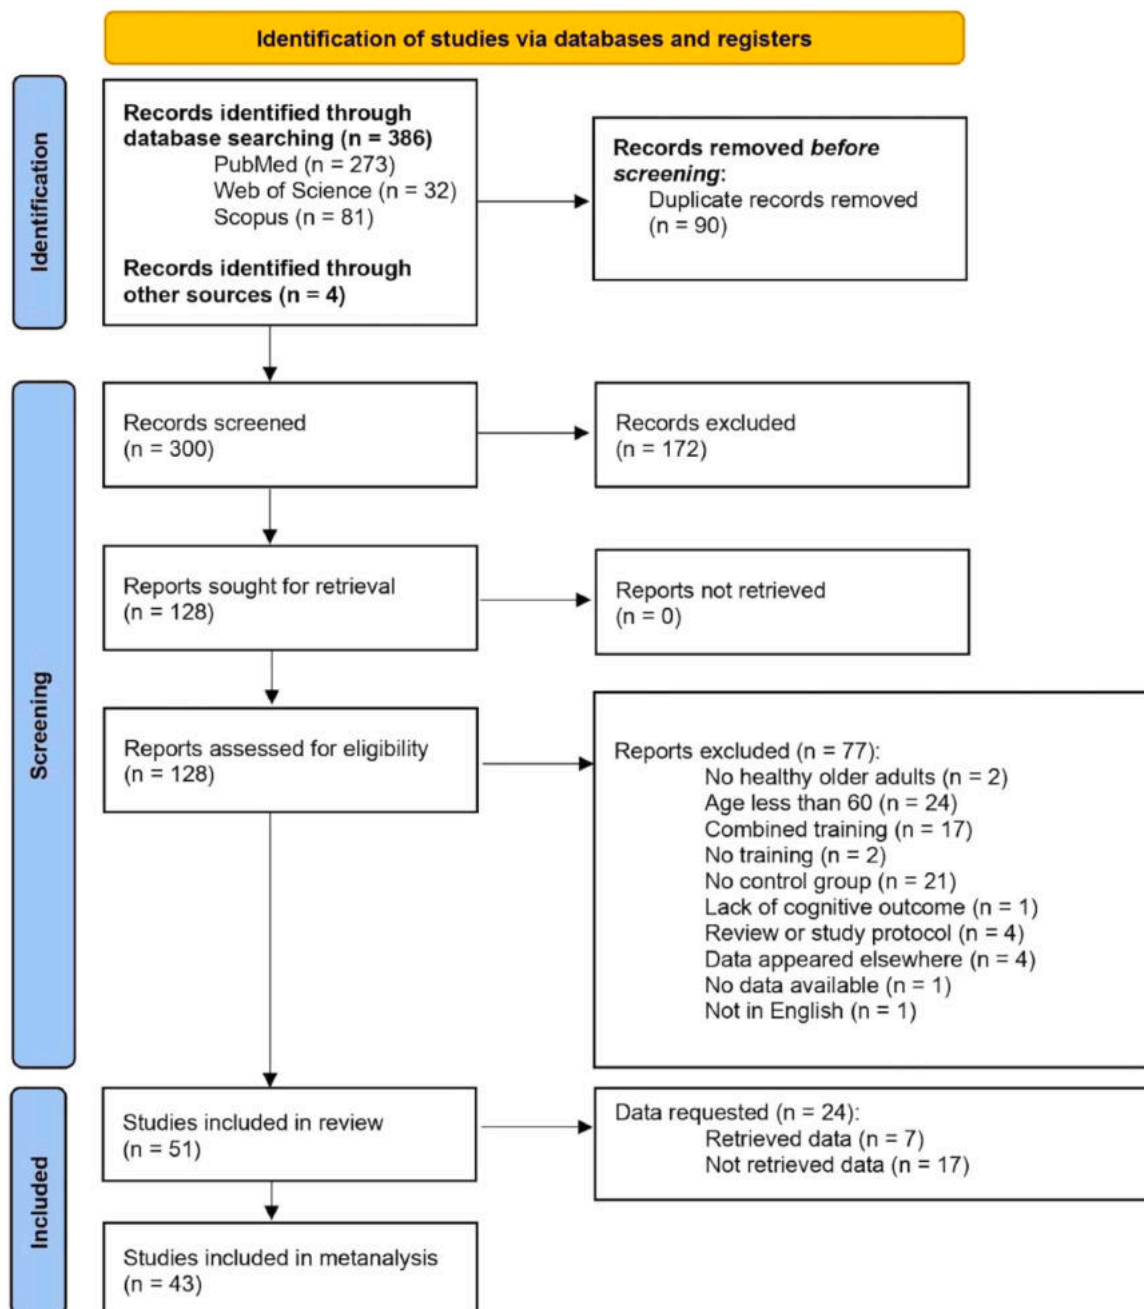 Identification of studies via databases and registers
Identification
Records identified through
database searching (n = 386)
PubMed (n = 273)
Web of Science (n = 32)
Scopus (n = 81)
Records identified through
other sources (n = 4)
Records removed before
screening:
Duplicate records removed
(n = 90)
Screening
Records screened
(n = 300)
Records excluded
(n = 172)
Reports sought for retrieval
(n = 128)
Reports not retrieved
(n = 0)
Reports assessed for eligibility
(n = 128)
Reports excluded (n = 77):
No healthy older adults (n = 2)
Age less than 60 (n = 24)
Combined training (n = 17)
No training (n = 2)
No control group (n = 21)
Lack of cognitive outcome (n = 1)
Review or study protocol (n = 4)
Data appeared elsewhere (n = 4)
No data available (n = 1)
Not in English (n = 1)
Included
Studies included in review
(n = 51)
Data requested (n = 24):
Retrieved data (n = 7)
Not retrieved data (n = 17)
Studies included in metanalysis
(n = 43)